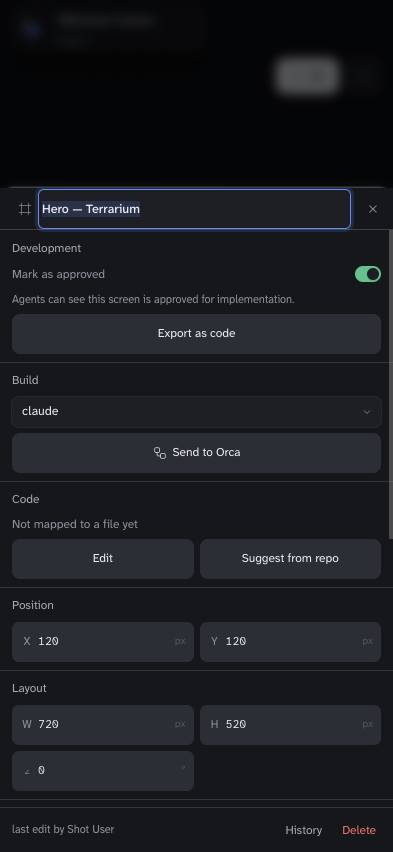 Hero — Terrarium
Development
Mark as approved
Agents can see this screen is approved for implementation.
Export as code
Build
claude
Send to Orca
Code
Not mapped to a file yet
Edit
Suggest from repo
Position
X 120 px
Y 120 px
Layout
W 720 px
H 520 px
∠ 0 °
last edit by Shot User
History
Delete